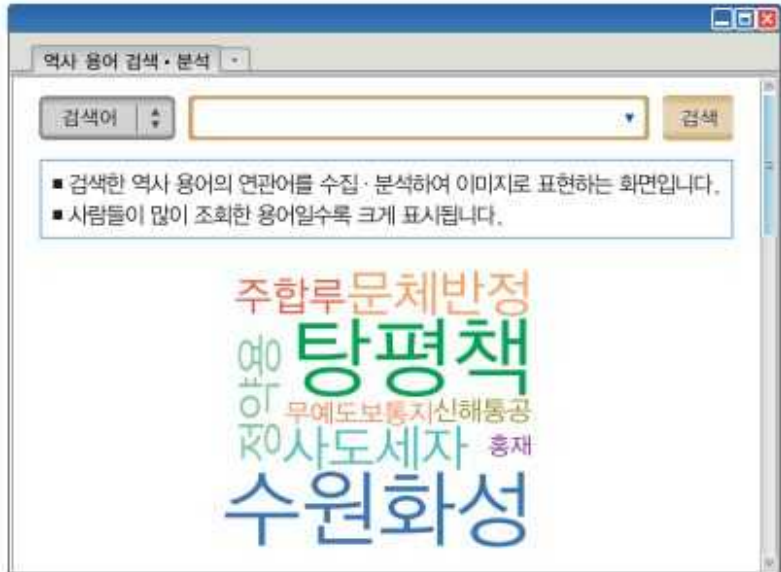 역사 용어 검색·분석
검색어 검색
■ 검색한 역사 용어의 연관어를 수집·분석하여 이미지로 표현하는 화면입니다.
■ 사람들이 많이 조회한 용어일수록 크게 표시됩니다.
주합루 문체반정
정약용 탕평책
무예도보통지 신해통공
사도세자 홍재
수원화성